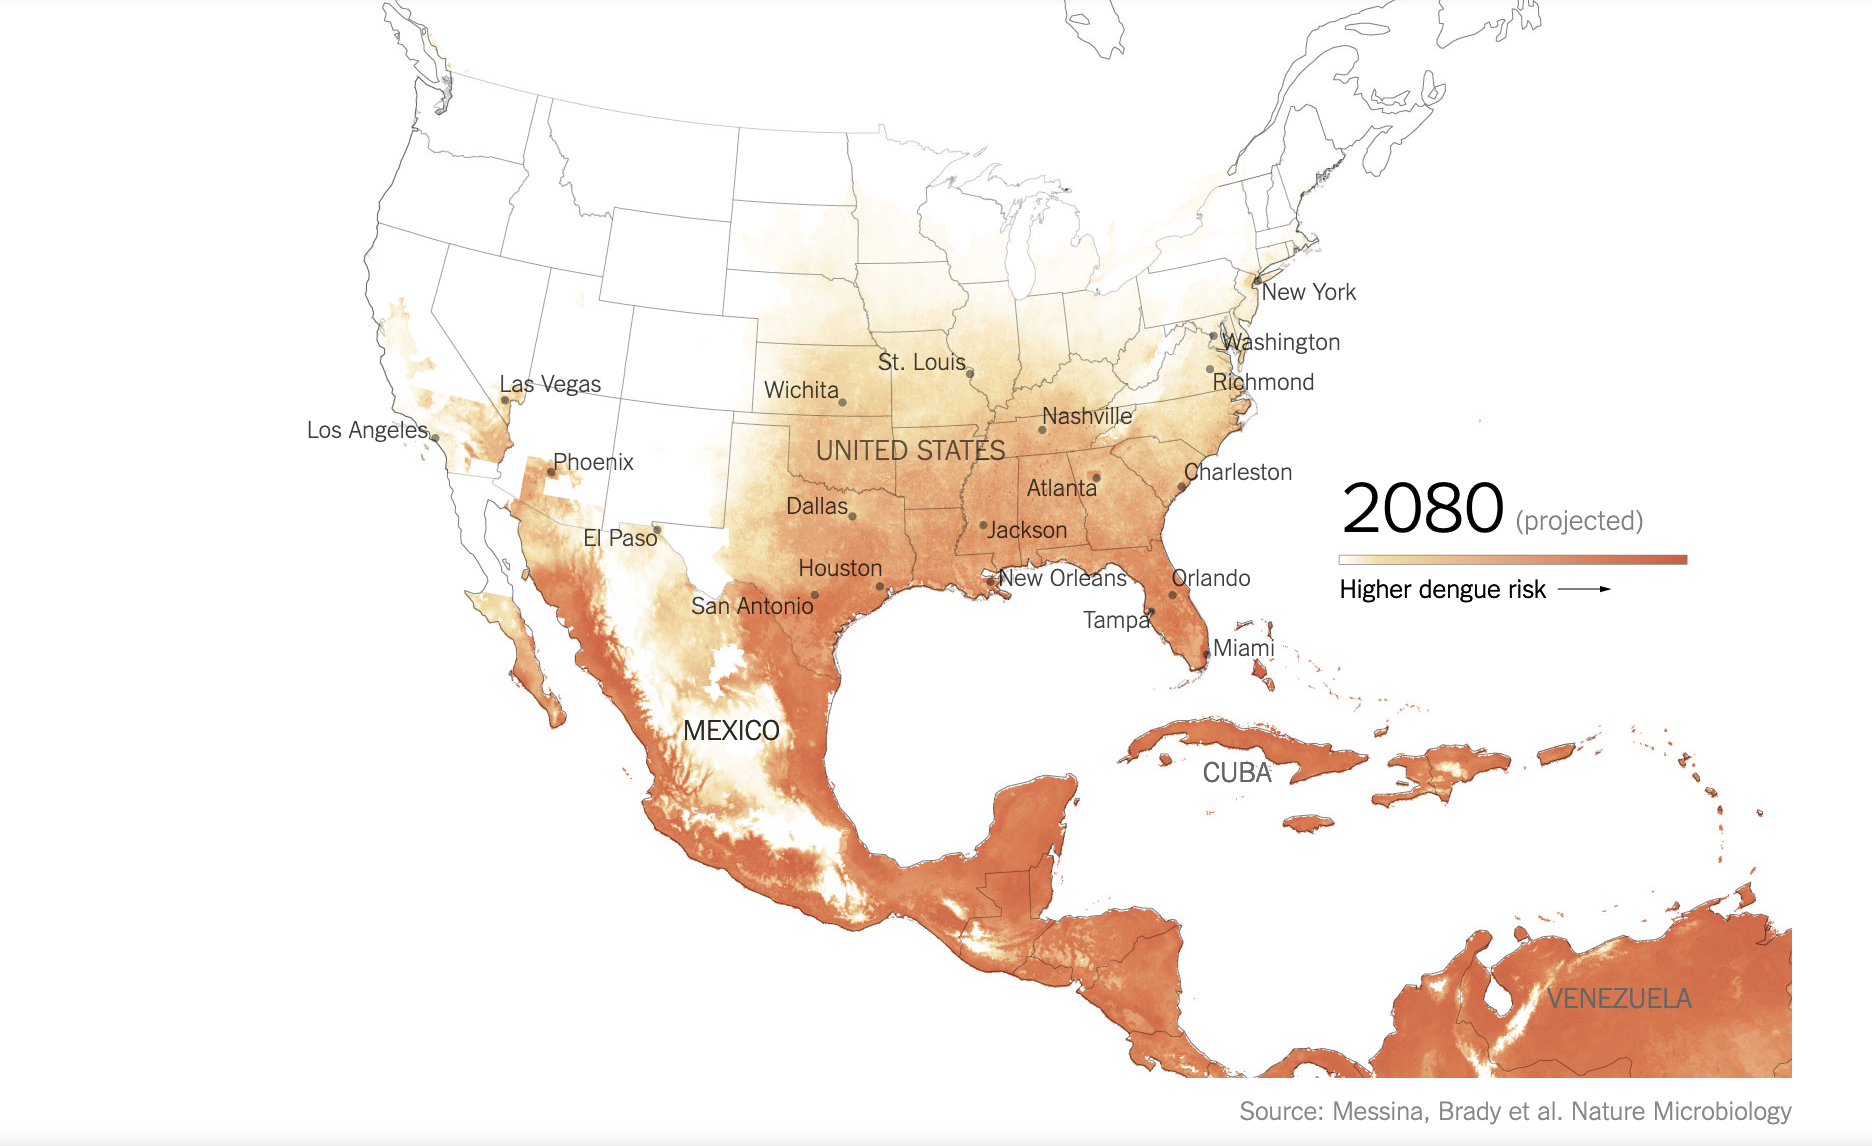 New York
Washington
St. Louis
Las Vegas
Wichita
Richmond
Nashville
Los Angeles
UNITED STATES
Phoenix
Charleston
Atlanta
2080 (projected)
Dallas
Jackson
El Paso
Houston
New Orleans
Orlando
Higher dengue risk
San Antonio
Tampa
Miami
MEXICO
CUBA
VENEZUELA
Source: Messina, Brady et al. Nature Microbiology